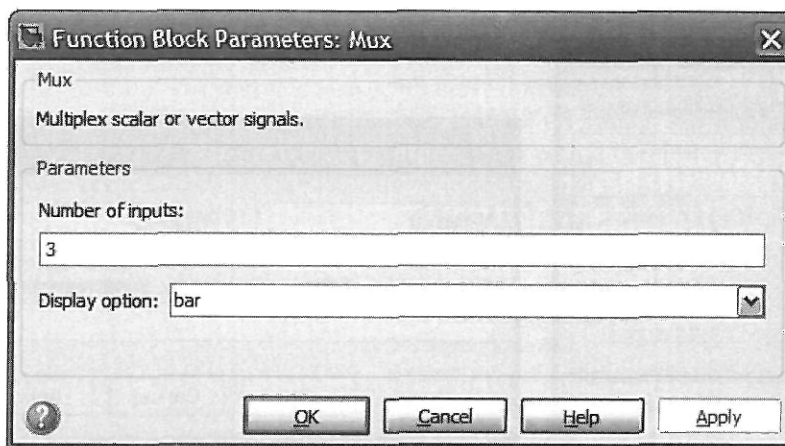 Function Block Parameters: Mux
Mux
Multiplex scalar or vector signals.
Parameters
Number of inputs:
3
Display option: bar
OK Cancel Help Apply